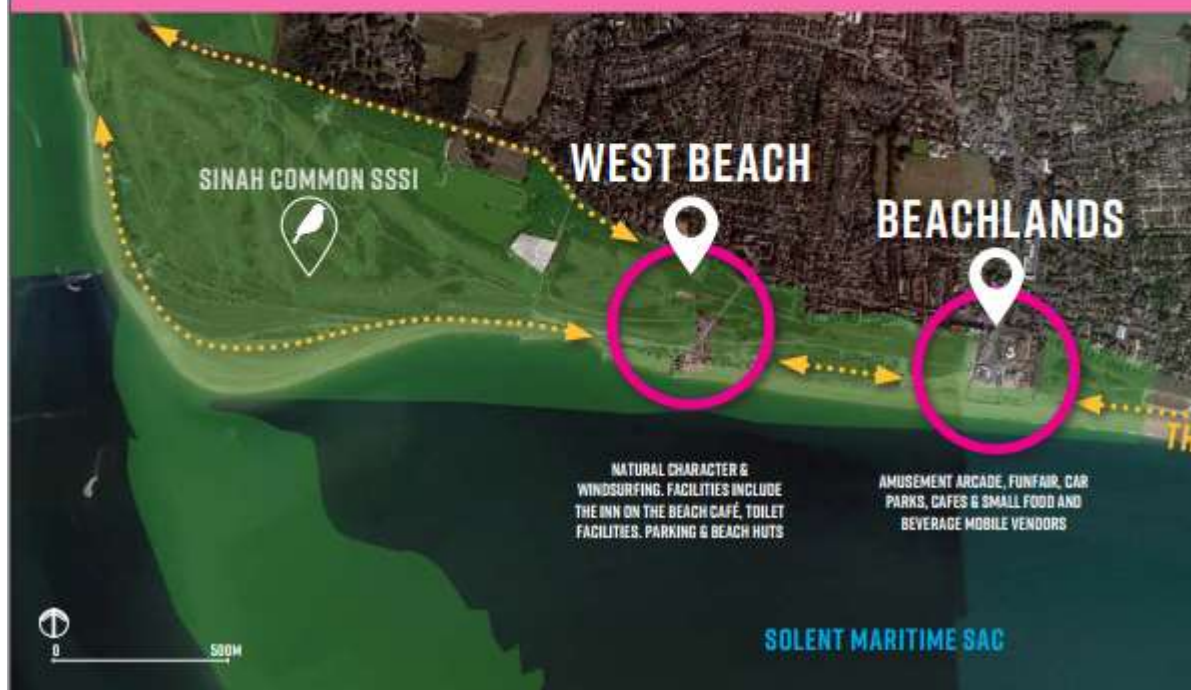 SINAH COMMON SSSI
WEST BEACH
BEACHLANDS
NATURAL CHARACTER &
WINDSURFING. FACILITIES INCLUDE
THE INN ON THE BEACH CAFÉ, TOILET
FACILITIES. PARKING & BEACH HUTS
AMUSEMENT ARCADE, FUNFAIR, CAR
PARKS, CAFES & SMALL FOOD AND
BEVERAGE MOBILE VENDORS
TH
0 500M
SOLENT MARITIME SAC